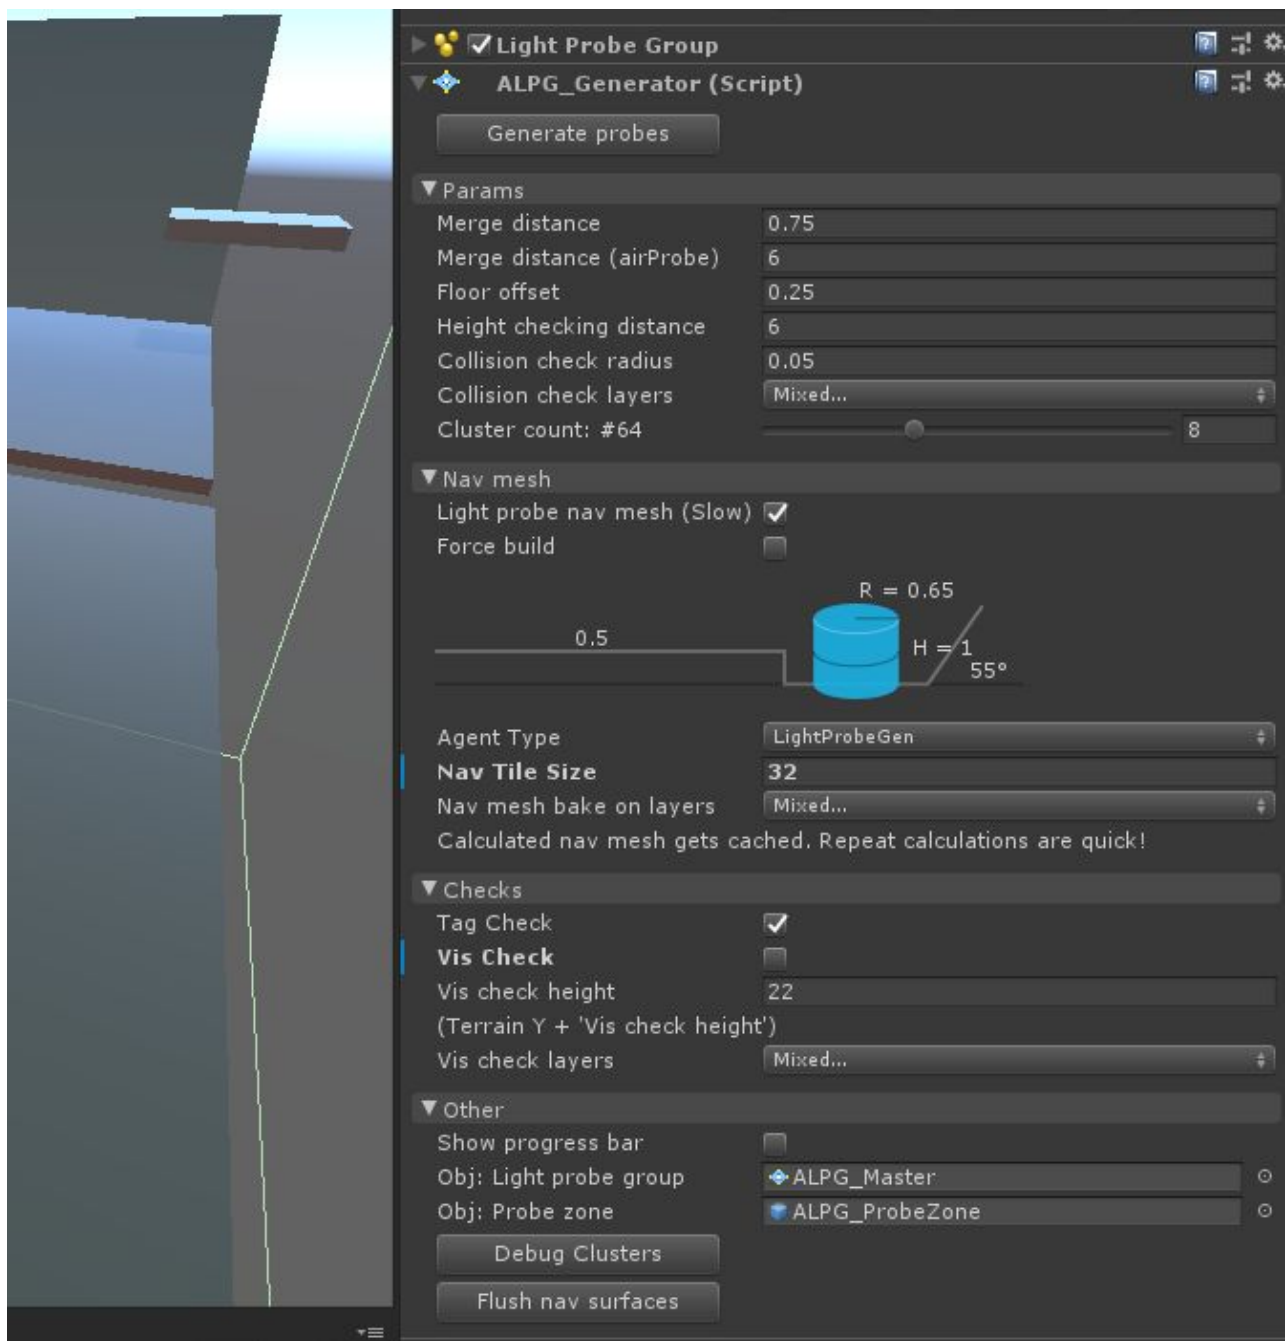 Light Probe Group
ALPG_Generator (Script)
Generate probes
Params
Merge distance 0.75
Merge distance (airProbe) 6
Floor offset 0.25
Height checking distance 6
Collision check radius 0.05
Collision check layers Mixed...
Cluster count: #64 8
Nav mesh
Light probe nav mesh (Slow)
Force build
R = 0.65
0.5
H = 1
55°
Agent Type LightProbeGen
Nav Tile Size 32
Nav mesh bake on layers Mixed...
Calculated nav mesh gets cached. Repeat calculations are quick!
Checks
Tag Check
Vis Check
Vis check height 22
(Terrain Y + 'Vis check height')
Vis check layers Mixed...
Other
Show progress bar
Obj: Light probe group ALPG_Master
Obj: Probe zone ALPG_ProbeZone
Debug Clusters
Flush nav surfaces